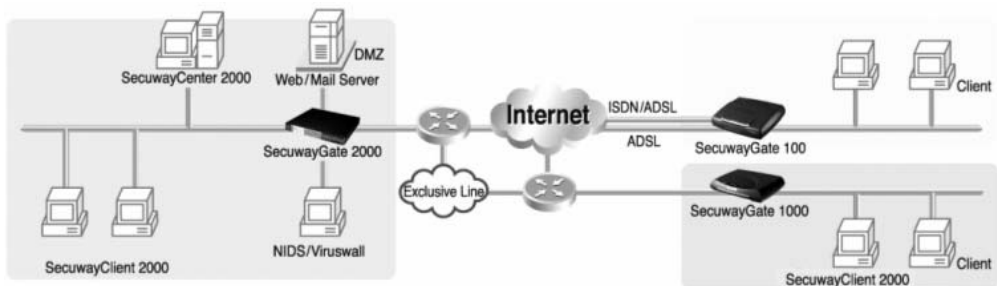 SecuwayCenter 2000
DMZ
Web/Mail Server
SecuwayGate 2000
SecuwayClient 2000
NIDS/Viruswall
Exclusive Line
Internet
ISDN/ADSL
ADSL
SecuwayGate 100
Client
SecuwayGate 1000
SecuwayClient 2000
Client